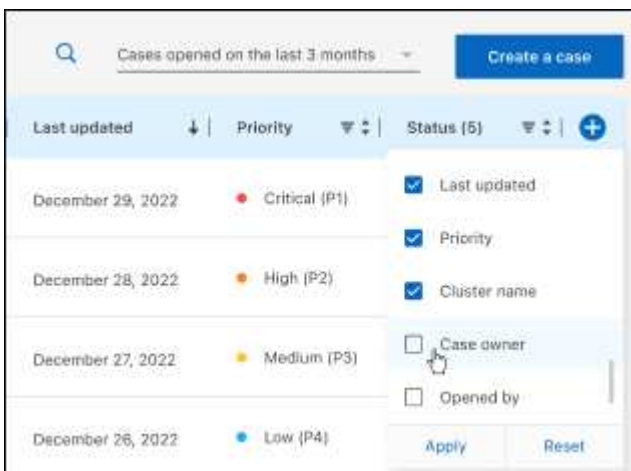 Cases opened on the last 3 months
Create a case
Last updated
Priority
Status (5)
December 29, 2022
Critical (P1)
Last updated
Priority
December 28, 2022
High (P2)
Cluster name
Case owner
December 27, 2022
Medium (P3)
Opened by
December 26, 2022
Low (P4)
Apply
Reset